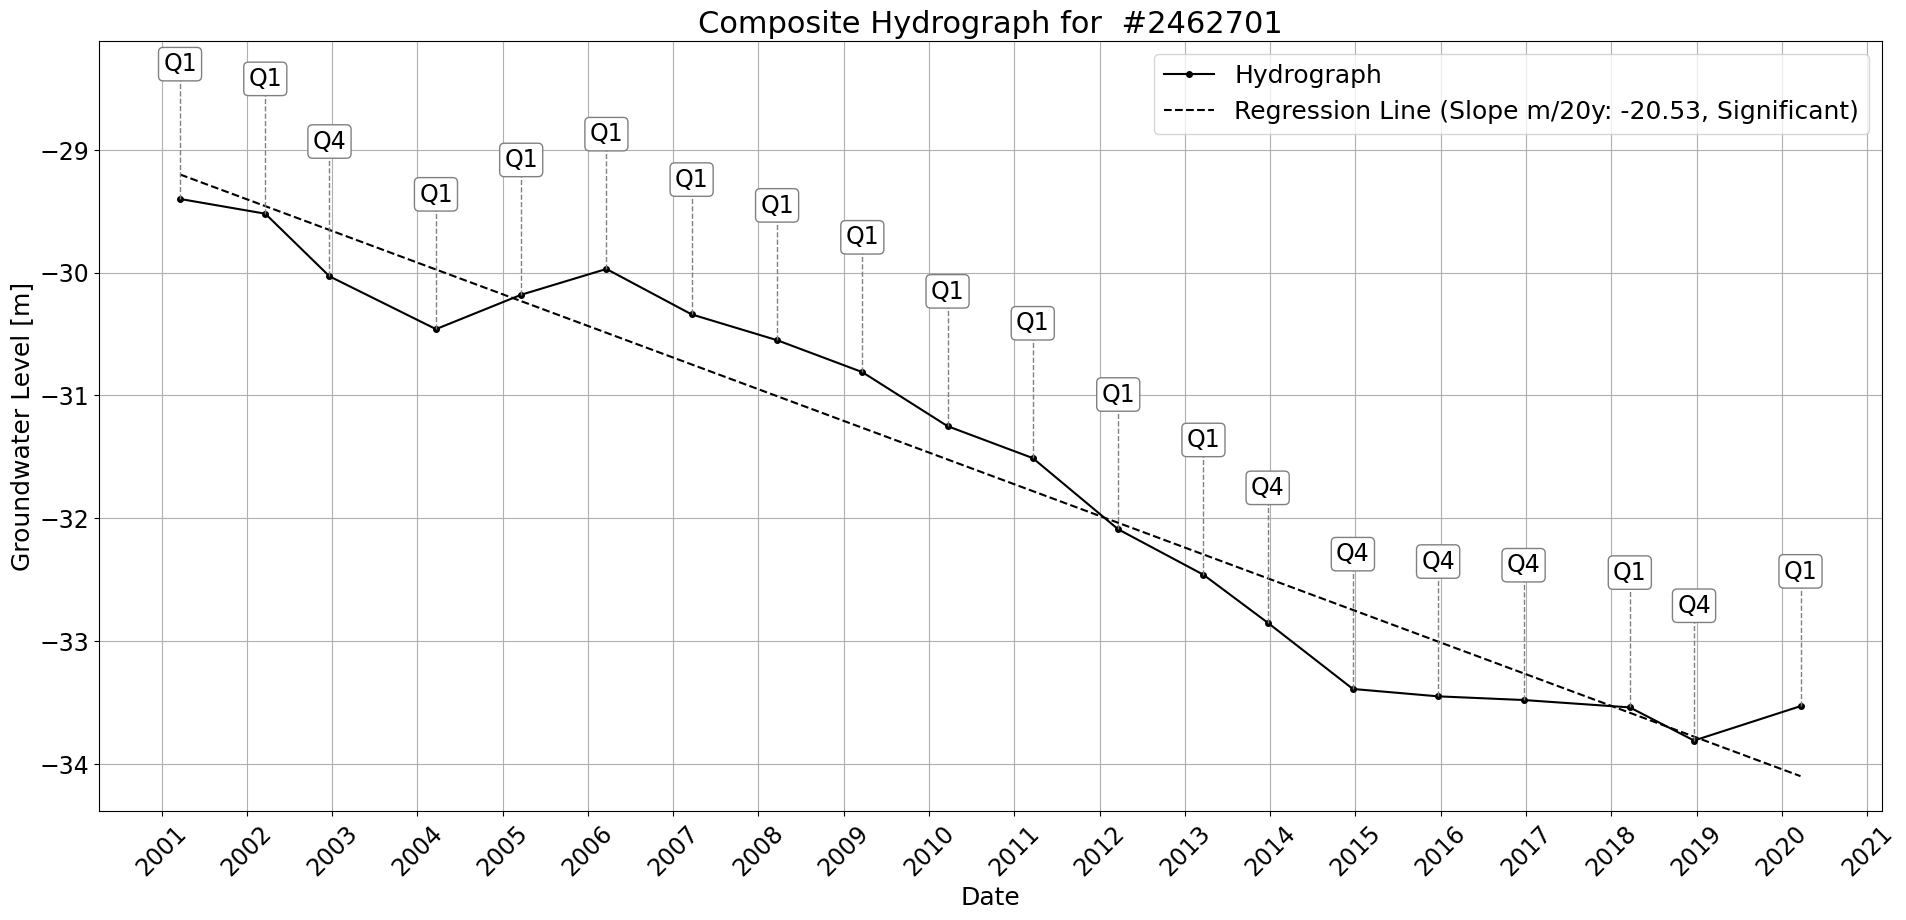 Composite Hydrograph for  #2462701
Hydrograph
Regression Line (Slope m/20y: -20.53, Significant)
Q1
Q1
Q4
Q1
Q1
Q1
Q1
Q1
Q1
Q1
Q1
Q1
Q1
Q4
Q4
Q4
Q4
Q1
Q4
Q1
Groundwater Level [m]
−29
−30
−31
−32
−33
−34
2001
2002
2003
2004
2005
2006
2007
2008
2009
2010
2011
2012
2013
2014
2015
2016
2017
2018
2019
2020
2021
Date